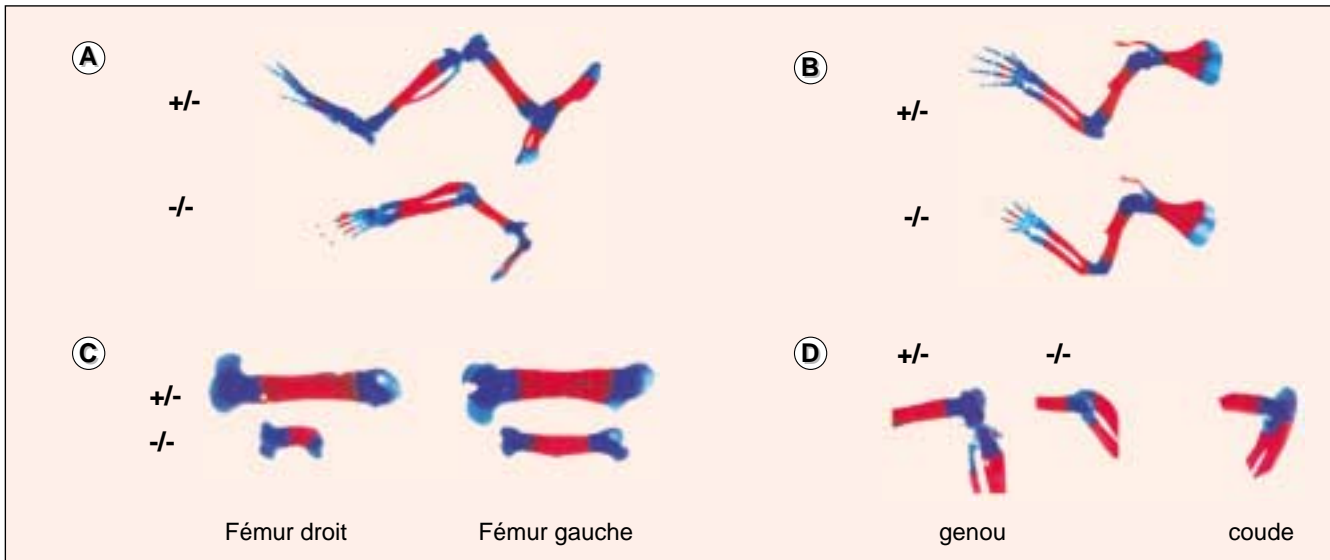 A
+/-
-/-
B
+/-
-/-
C
+/-
-/-
Fémur droit
Fémur gauche
D
+/-
-/-
genou
coude